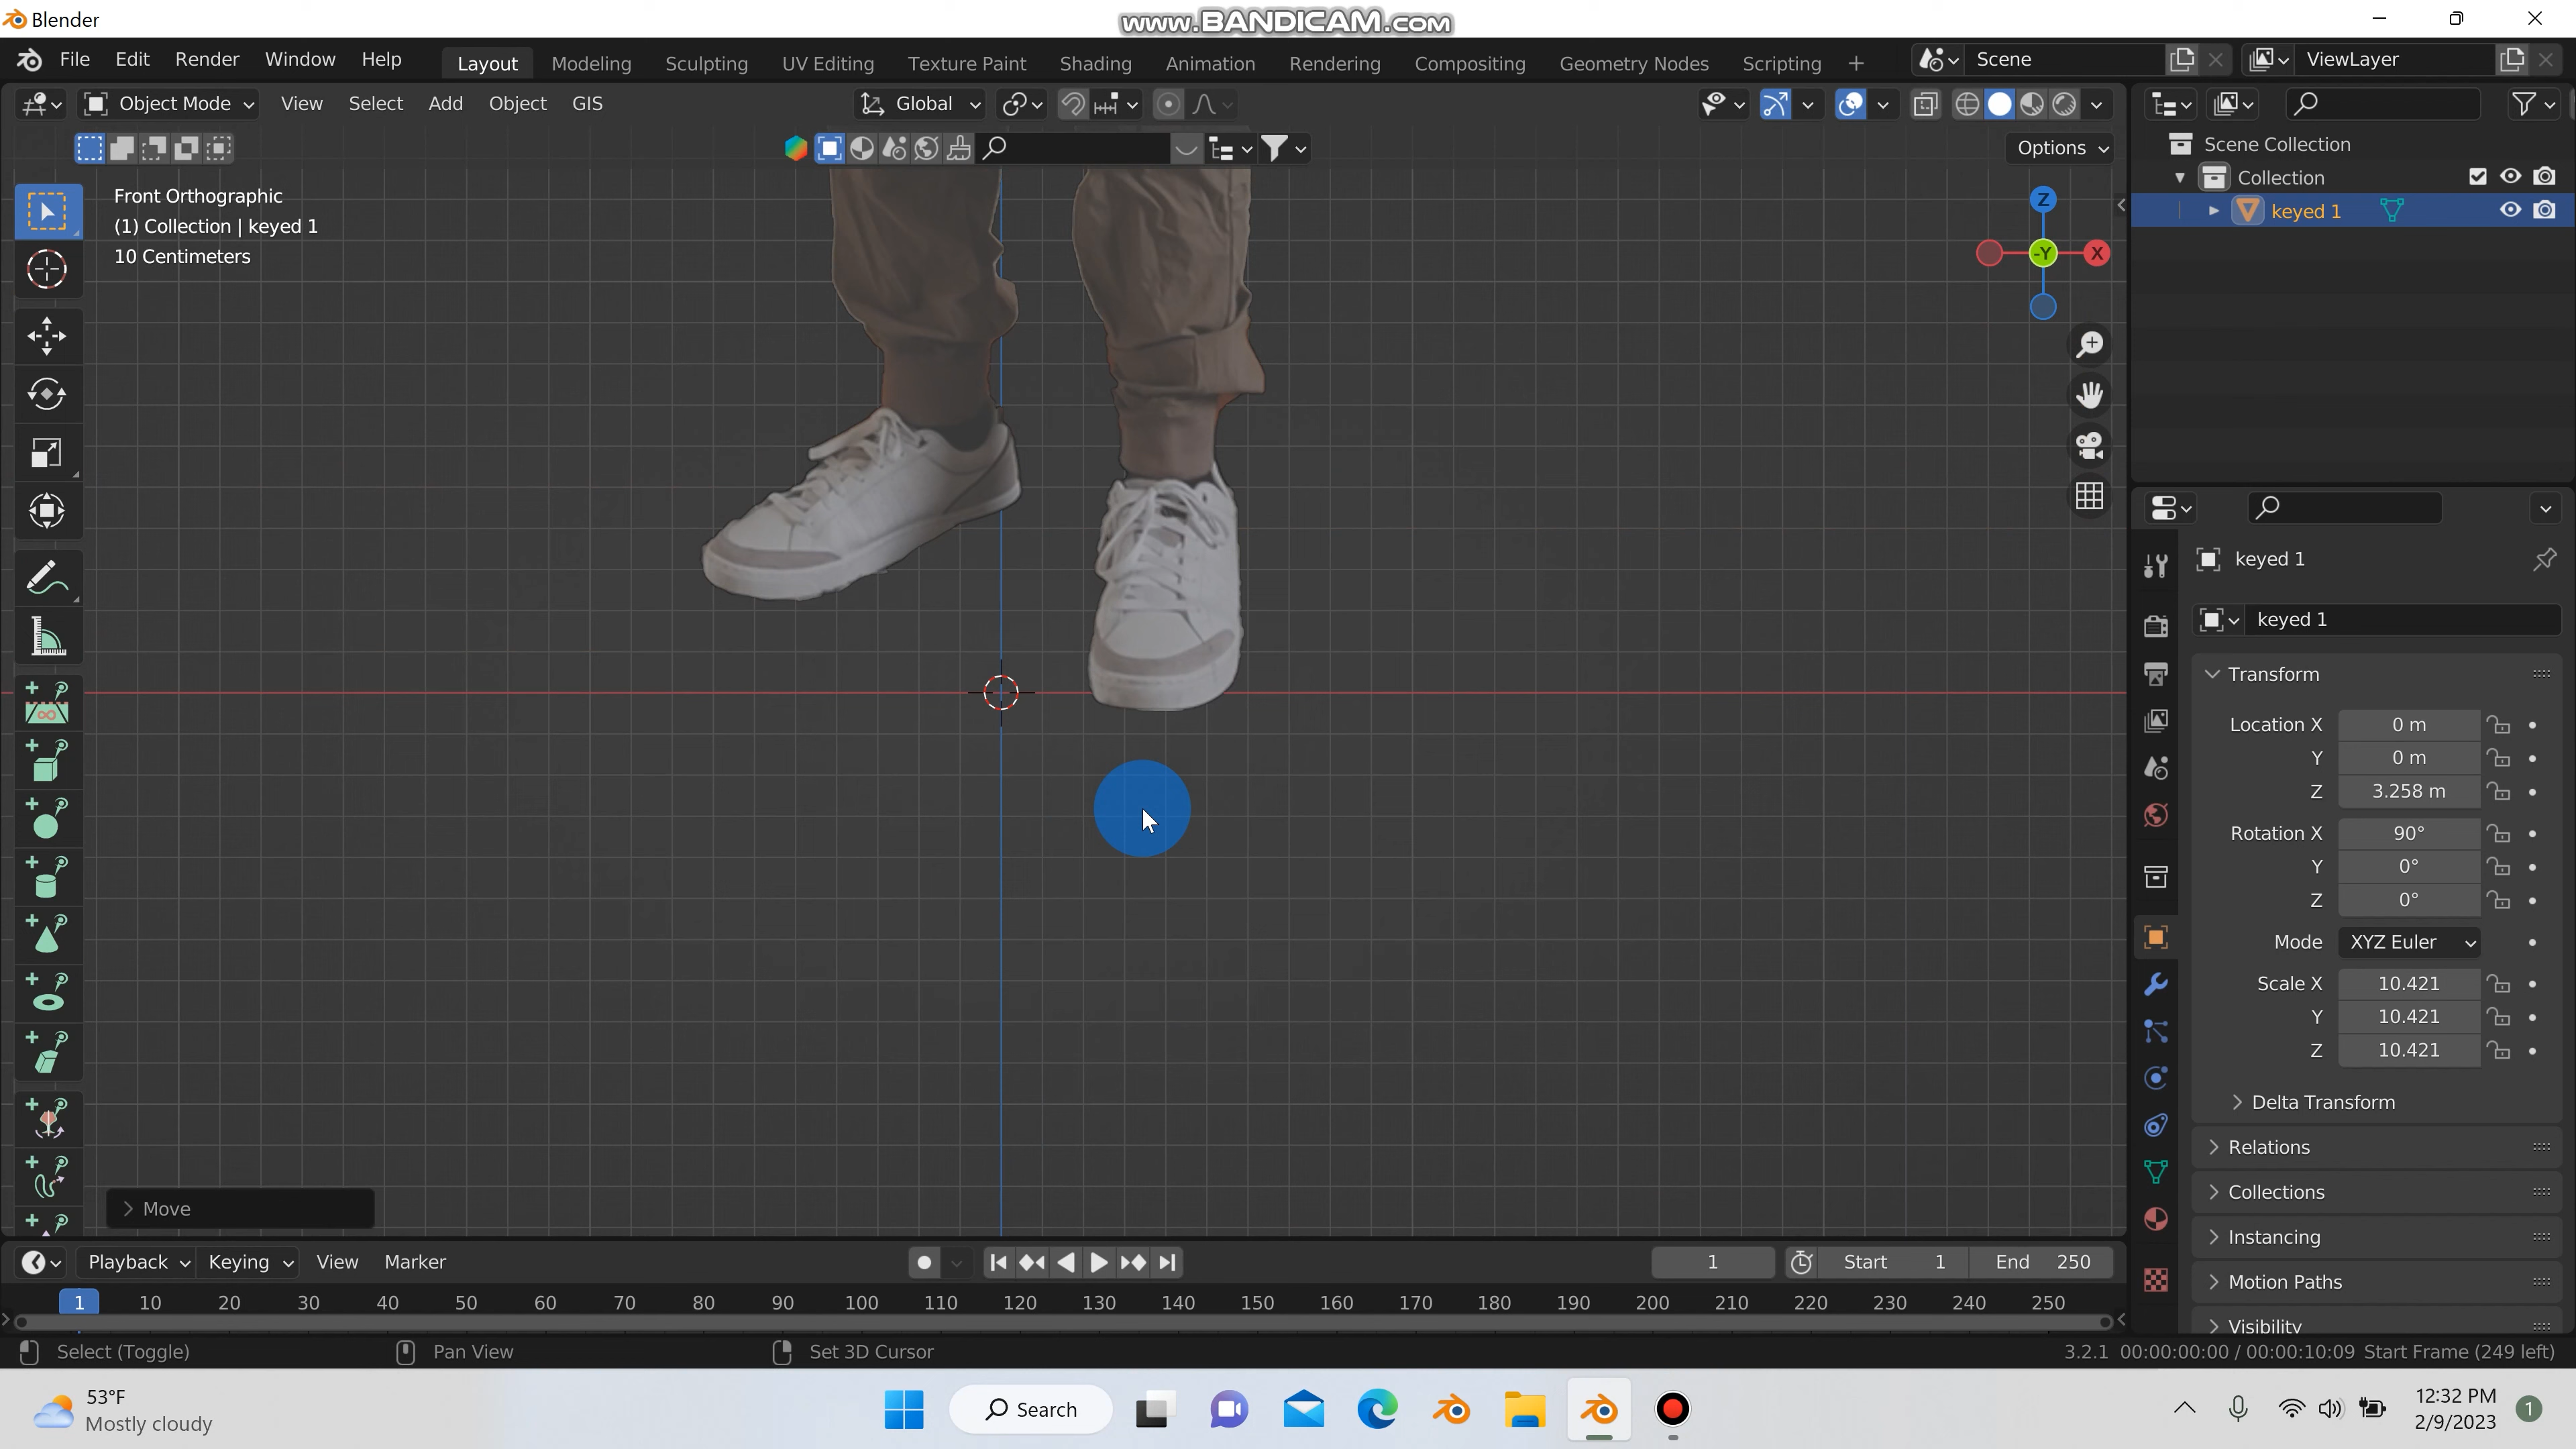 Blender
www.BANDICAM.com
File Edit Render Window Help
Layout Modeling Sculpting UV Editing Texture Paint Shading Animation Rendering Compositing Geometry Nodes Scripting +
Scene
ViewLayer
Object Mode View Select Add Object GIS
Global
Options
Front Orthographic
(1) Collection | keyed 1
10 Centimeters
Z
-Y
X
Scene Collection
Collection
keyed 1
keyed 1
keyed 1
Transform
Location X 0 m
Y 0 m
Z 3.258 m
Rotation X 90°
Y 0°
Z 0°
Mode XYZ Euler
Scale X 10.421
Y 10.421
Z 10.421
Delta Transform
Relations
Collections
Instancing
Motion Paths
Visibility
Move
Playback Keying View Marker
1 Start 1 End 250
1 10 20 30 40 50 60 70 80 90 100 110 120 130 140 150 160 170 180 190 200 210 220 230 240 250
Select (Toggle) Pan View Set 3D Cursor
3.2.1 00:00:00:00 / 00:00:10:09 Start Frame (249 left)
53°F
Mostly cloudy
Search
12:32 PM
2/9/2023
1